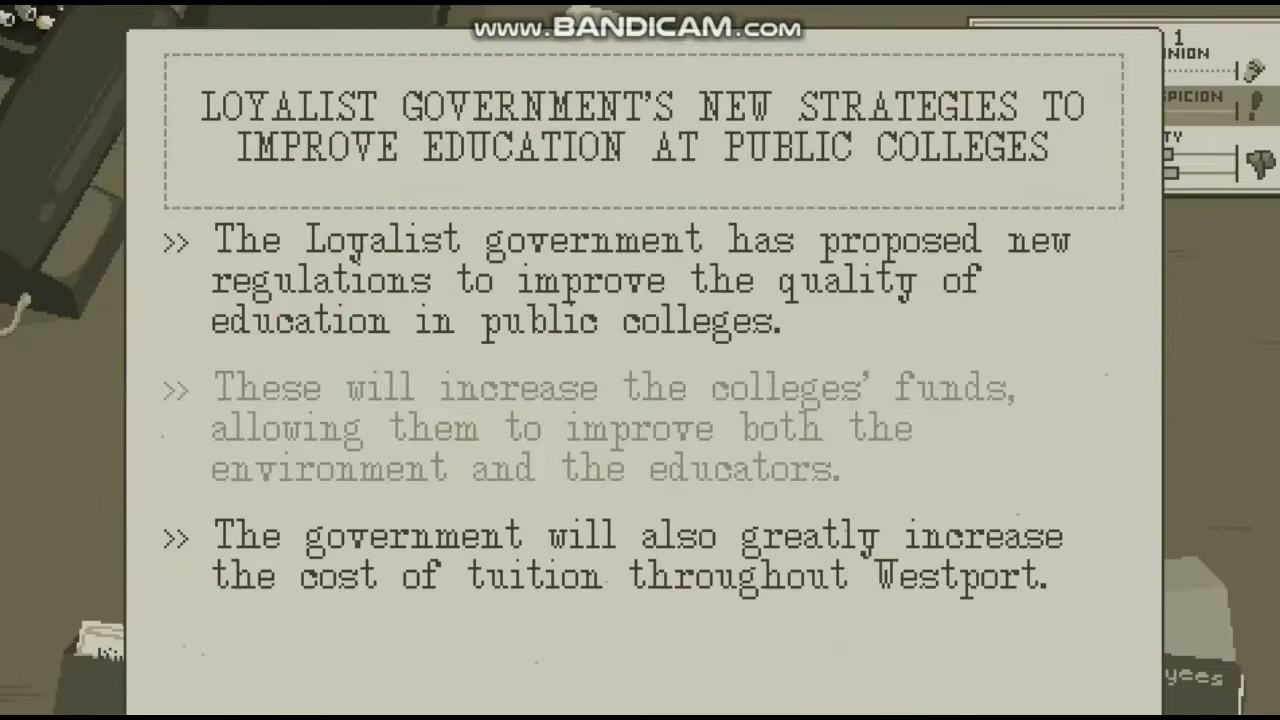 www.BANDICAM.com
LOYALIST GOVERNMENT'S NEW STRATEGIES TO
IMPROVE EDUCATION AT PUBLIC COLLEGES
>> The Loyalist government has proposed new
regulations to improve the quality of
education in public colleges.
>> These will increase the colleges' funds,
allowing them to improve both the
environment and the educators.
>> The government will also greatly increase
the cost of tuition throughout Westport.
1